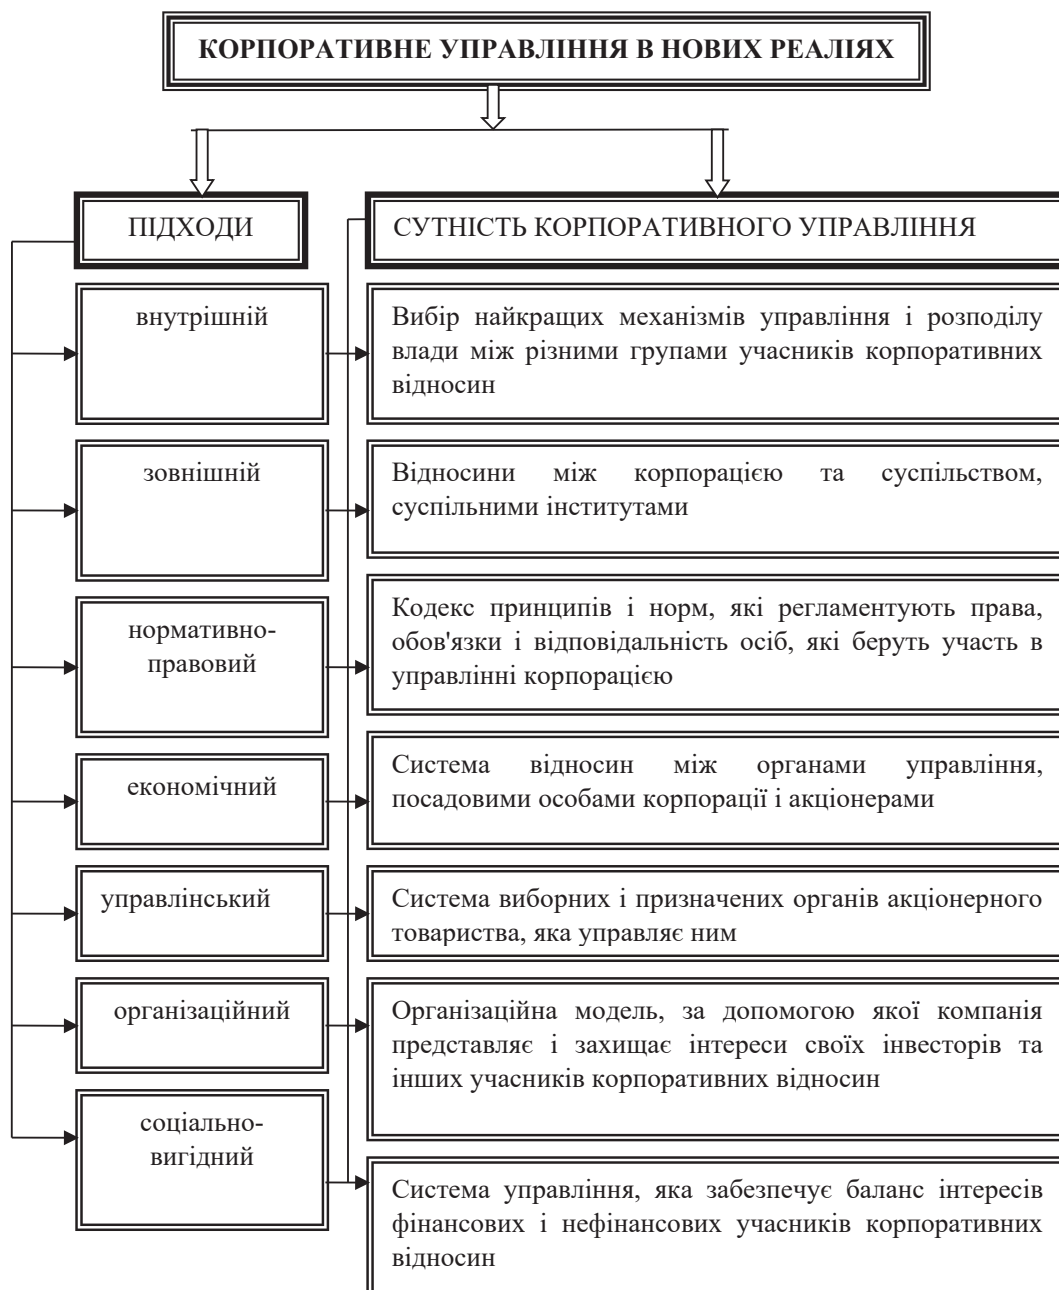 КОРПОРАТИВНЕ УПРАВЛІННЯ В НОВИХ РЕАЛІЯХ
ПІДХОДИ
СУТНІСТЬ КОРПОРАТИВНОГО УПРАВЛІННЯ
внутрішній
Вибір найкращих механізмів управління і розподілу
влади між різними групами учасників корпоративних
відносин
зовнішній
Відносини між корпорацією та суспільством,
суспільними інститутами
нормативно-
правовий
Кодекс принципів і норм, які регламентують права,
обов'язки і відповідальність осіб, які беруть участь в
управлінні корпорацією
економічний
Система відносин між органами управління,
посадовими особами корпорації і акціонерами
управлінський
Система виборних і призначених органів акціонерного
товариства, яка управляє ним
організаційний
Організаційна модель, за допомогою якої компанія
представляє і захищає інтереси своїх інвесторів та
інших учасників корпоративних відносин
соціально-
вигідний
Система управління, яка забезпечує баланс інтересів
фінансових і нефінансових учасників корпоративних
відносин